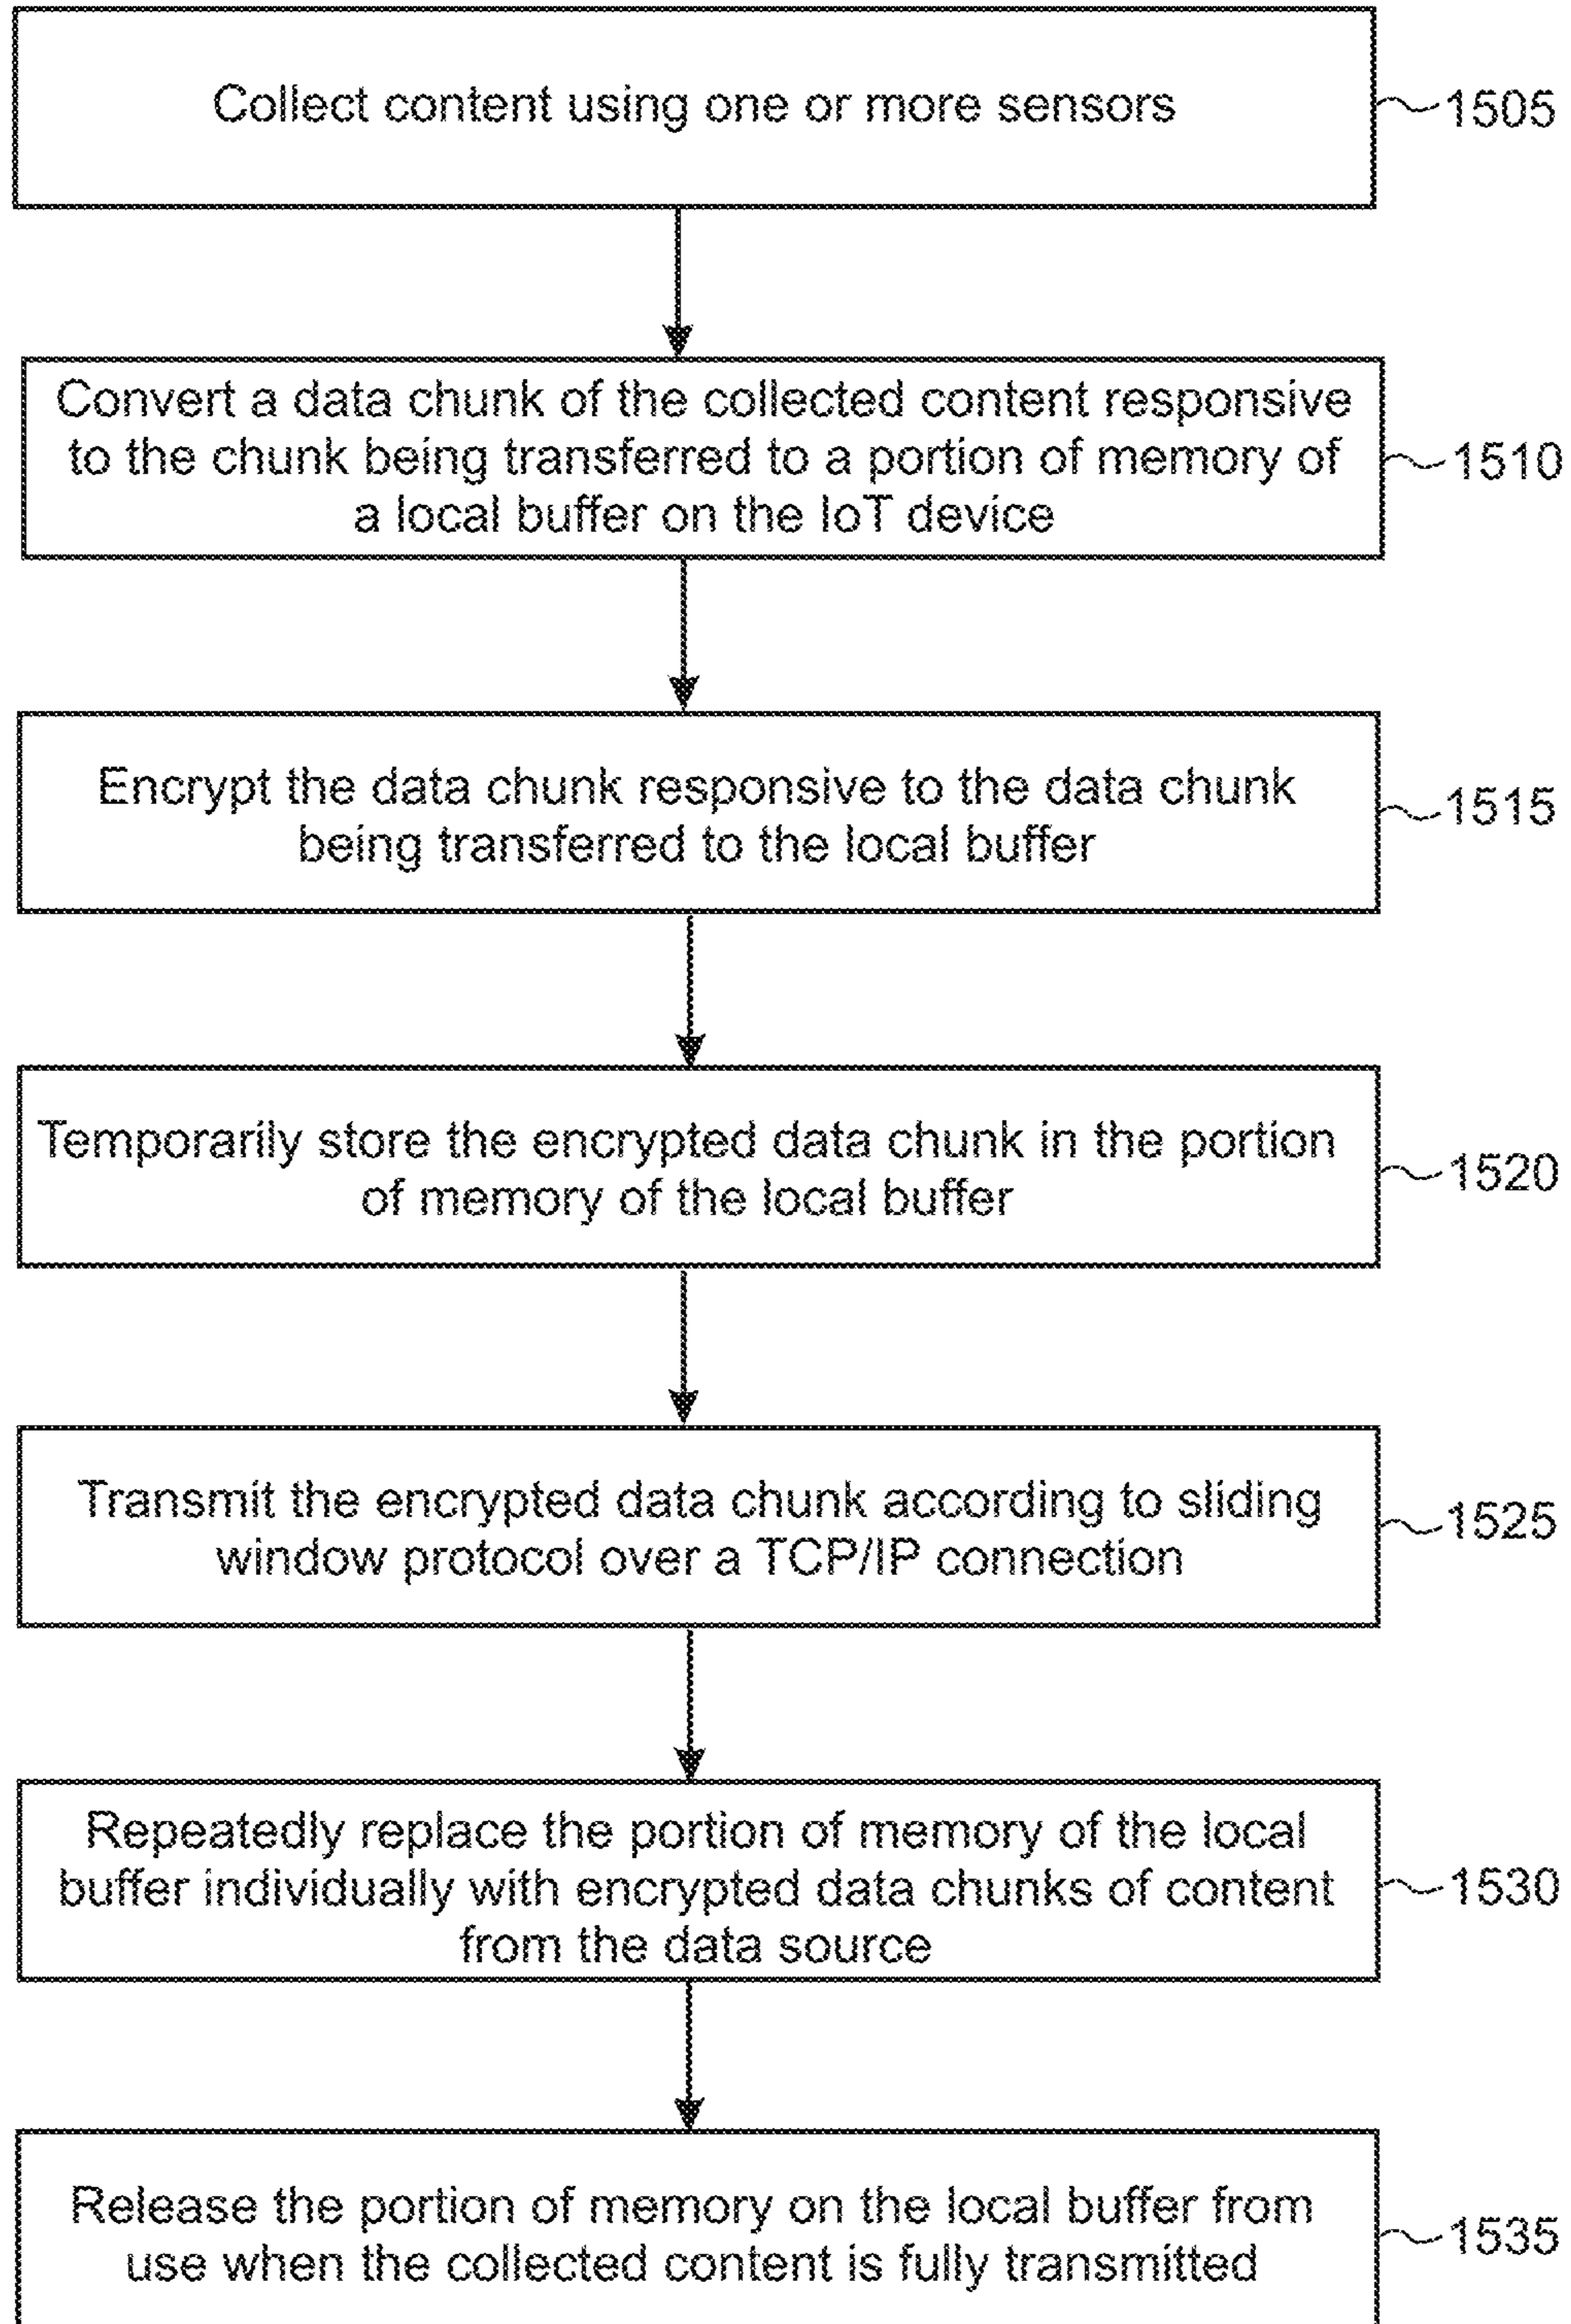 Collect content using one or more sensors
1505
Convert a data chunk of the collected content responsive
to the chunk being transferred to a portion of memory of
a local buffer on the IoT device
1510
Encrypt the data chunk responsive to the data chunk
being transferred to the local buffer
1515
Temporarily store the encrypted data chunk in the portion
of memory of the local buffer
1520
Transmit the encrypted data chunk according to sliding
window protocol over a TCP/IP connection
1525
Repeatedly replace the portion of memory of the local
buffer individually with encrypted data chunks of content
from the data source
1530
Release the portion of memory on the local buffer from
use when the collected content is fully transmitted
1535